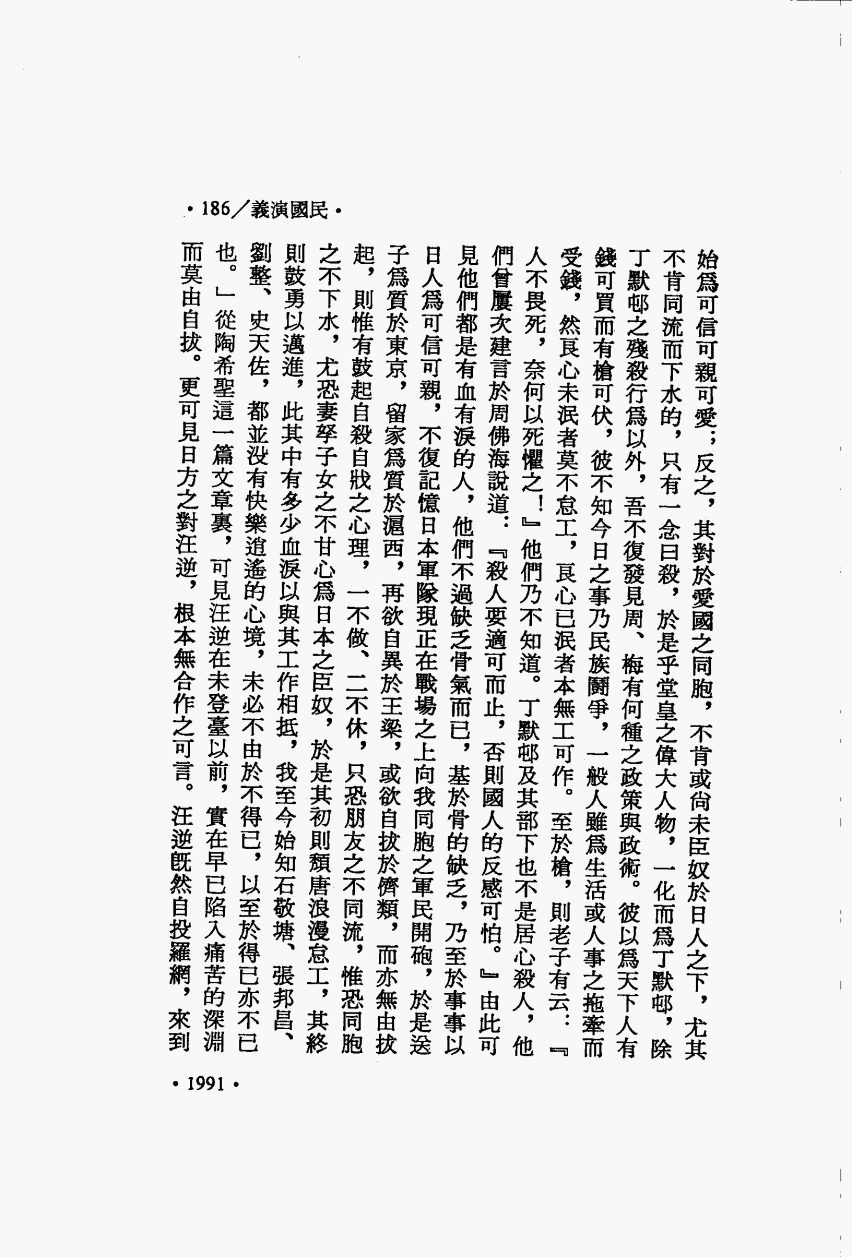 ·186/義演國民·
始爲可信可親可愛；反之，其對於愛國之同胞，不肯或尙未臣奴於日人之下，尤其
不肯同流而下水的，只有一念曰殺，於是乎堂皇之偉大人物，一化而爲丁默邨，除
丁默邨之殘殺行爲以外，吾不復發見周、梅有何種之政策與政術。彼以爲天下人有
錢可買而有槍可伏，彼不知今日之事乃民族鬪爭，一般人雖爲生活或人事之拖牽而
受錢，然良心未泯者莫不怠工，良心已泯者本無工可作。至於槍，則老子有云：『
人不畏死，奈何以死懼之！』他們乃不知道。丁默邨及其部下也不是居心殺人，他
們曾屢次建言於周佛海說道：『殺人要適可而止，否則國人的反感可怕。』由此可
見他們都是有血有淚的人，他們不過缺乏骨氣而已，基於骨的缺乏，乃至於事事以
日人爲可信可親，不復記憶日本軍隊現正在戰場之上向我同胞之軍民開砲，於是送
子爲質於東京，留家爲質於滬西，再欲自異於王梁，或欲自拔於儕類，而亦無由拔
起，則惟有鼓起自殺自戕之心理，一不做、二不休，只恐朋友之不同流，惟恐同胞
之不下水，尤恐妻孥子女之不甘心爲日本之臣奴，於是其初則頹唐浪漫怠工，其終
則鼓勇以邁進，此其中有多少血淚以與其工作相抵，我至今始知石敬塘、張邦昌、
劉整、史天佐，都並沒有快樂逍遙的心境，未必不由於不得已，以至於得已亦不已
也。」從陶希聖這一篇文章裏，可見汪逆在未登臺以前，實在早已陷入痛苦的深淵
而莫由自拔。更可見日方之對汪逆，根本無合作之可言。汪逆旣然自投羅網，來到
·1991·